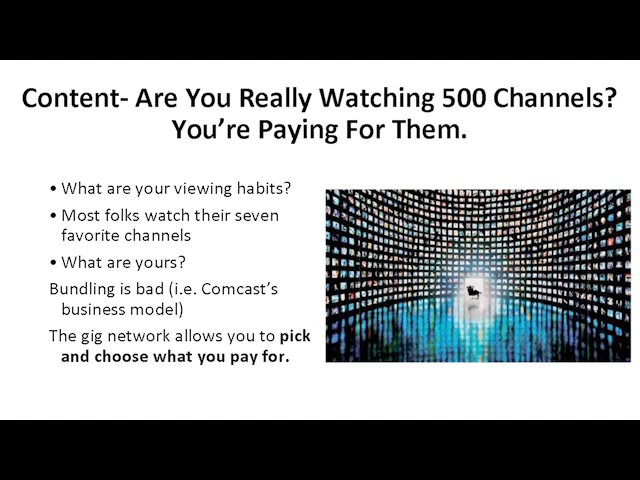 Content- Are You Really Watching 500 Channels?
You’re Paying For Them.
• What are your viewing habits?
• Most folks watch their seven
favorite channels
• What are yours?
Bundling is bad (i.e. Comcast’s
business model)
The gig network allows you to pick
and choose what you pay for.